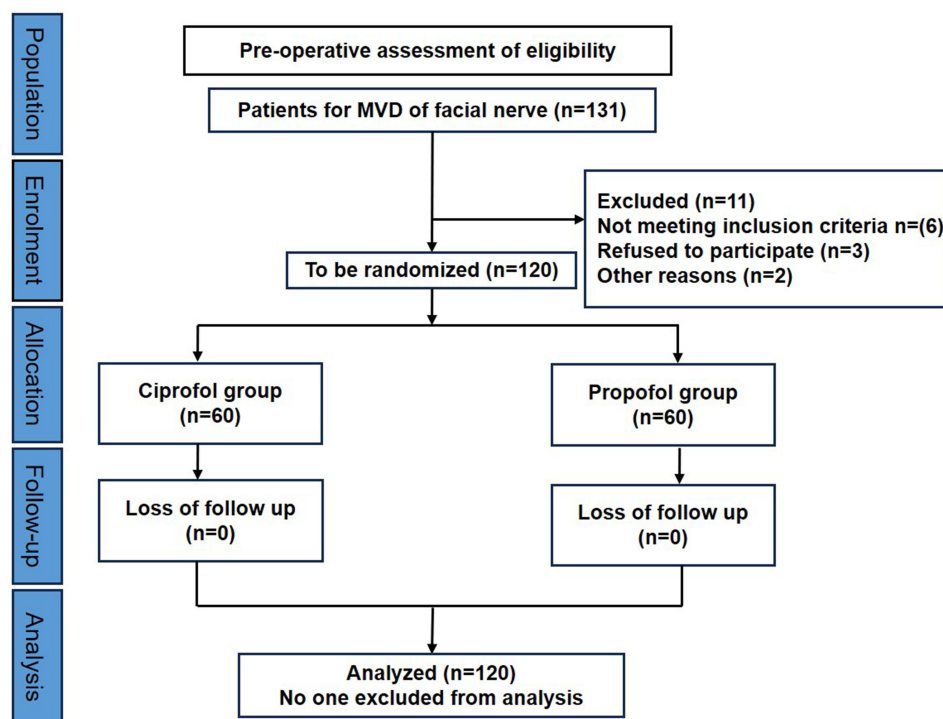 Population
Pre-operative assessment of eligibility
Patients for MVD of facial nerve (n=131)
Enrolment
Excluded (n=11)
Not meeting inclusion criteria n=(6)
Refused to participate (n=3)
Other reasons (n=2)
To be randomized (n=120)
Allocation
Ciprofol group
(n=60)
Propofol group
(n=60)
Follow-up
Loss of follow up
(n=0)
Loss of follow up
(n=0)
Analysis
Analyzed (n=120)
No one excluded from analysis